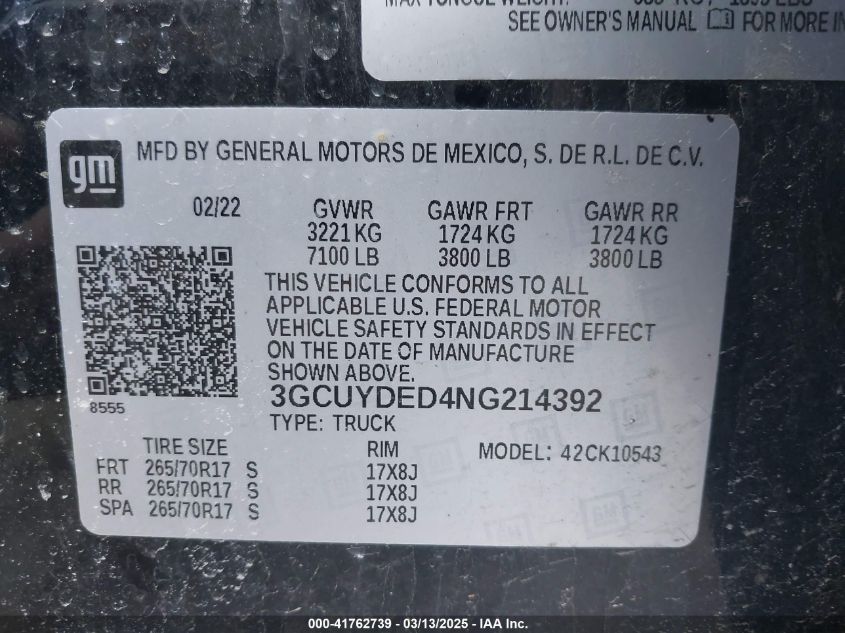 SEE OWNER'S MANUAL FOR MORE
gm
MFD BY GENERAL MOTORS DE MEXICO, S. DE R.L. DE C.V.
02/22 GVWR GAWR FRT GAWR RR
3221 KG 1724 KG 1724 KG
7100 LB 3800 LB 3800 LB
THIS VEHICLE CONFORMS TO ALL
APPLICABLE U.S. FEDERAL MOTOR
VEHICLE SAFETY STANDARDS IN EFFECT
ON THE DATE OF MANUFACTURE
SHOWN ABOVE.
3GCUYDED4NG214392
8555
TYPE: TRUCK
TIRE SIZE RIM MODEL: 42CK10543
FRT 265/70R17 S 17X8J
RR 265/70R17 S 17X8J
SPA 265/70R17 S 17X8J
000-41762739 - 03/13/2025 - IAA Inc.